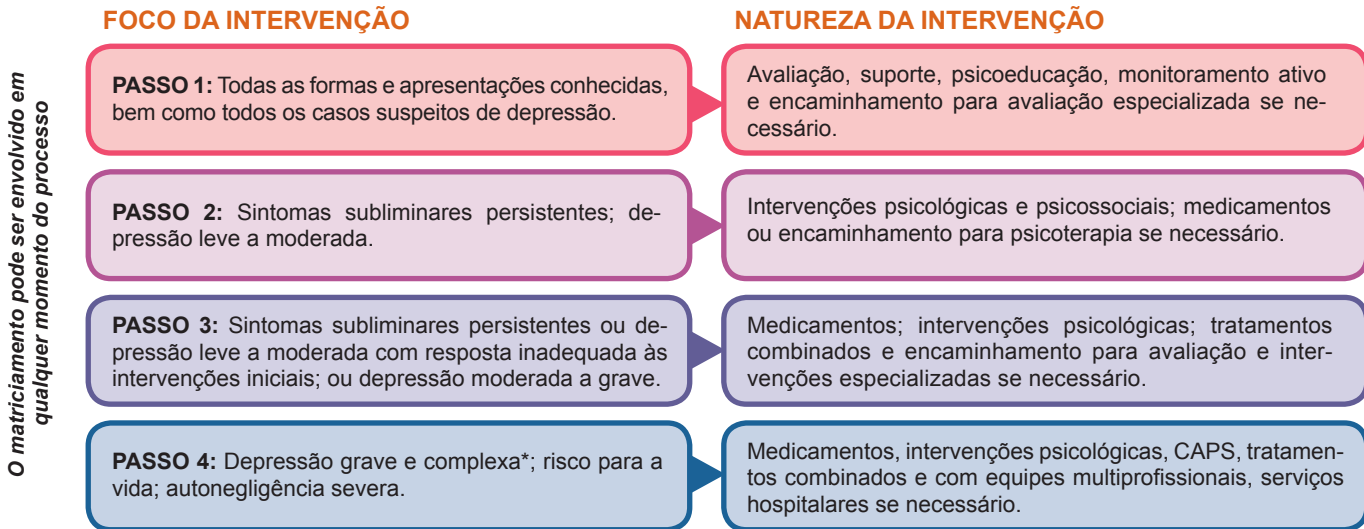 FOCO DA INTERVENÇÃO
NATUREZA DA INTERVENÇÃO
O matriciamento pode ser envolvido em
qualquer momento do processo
PASSO 1: Todas as formas e apresentações conhecidas,
bem como todos os casos suspeitos de depressão.
Avaliação, suporte, psicoeducação, monitoramento ativo
e encaminhamento para avaliação especializada se ne-
cessário.
PASSO 2: Sintomas subliminares persistentes; de-
pressão leve a moderada.
Intervenções psicológicas e psicossociais; medicamentos
ou encaminhamento para psicoterapia se necessário.
PASSO 3: Sintomas subliminares persistentes ou de-
pressão leve a moderada com resposta inadequada às
intervenções iniciais; ou depressão moderada a grave.
Medicamentos; intervenções psicológicas; tratamentos
combinados e encaminhamento para avaliação e inter-
venções especializadas se necessário.
PASSO 4: Depressão grave e complexa*; risco para a
vida; autonegligência severa.
Medicamentos, intervenções psicológicas, CAPS, tratamen-
tos combinados e com equipes multiprofissionais, serviços
hospitalares se necessário.